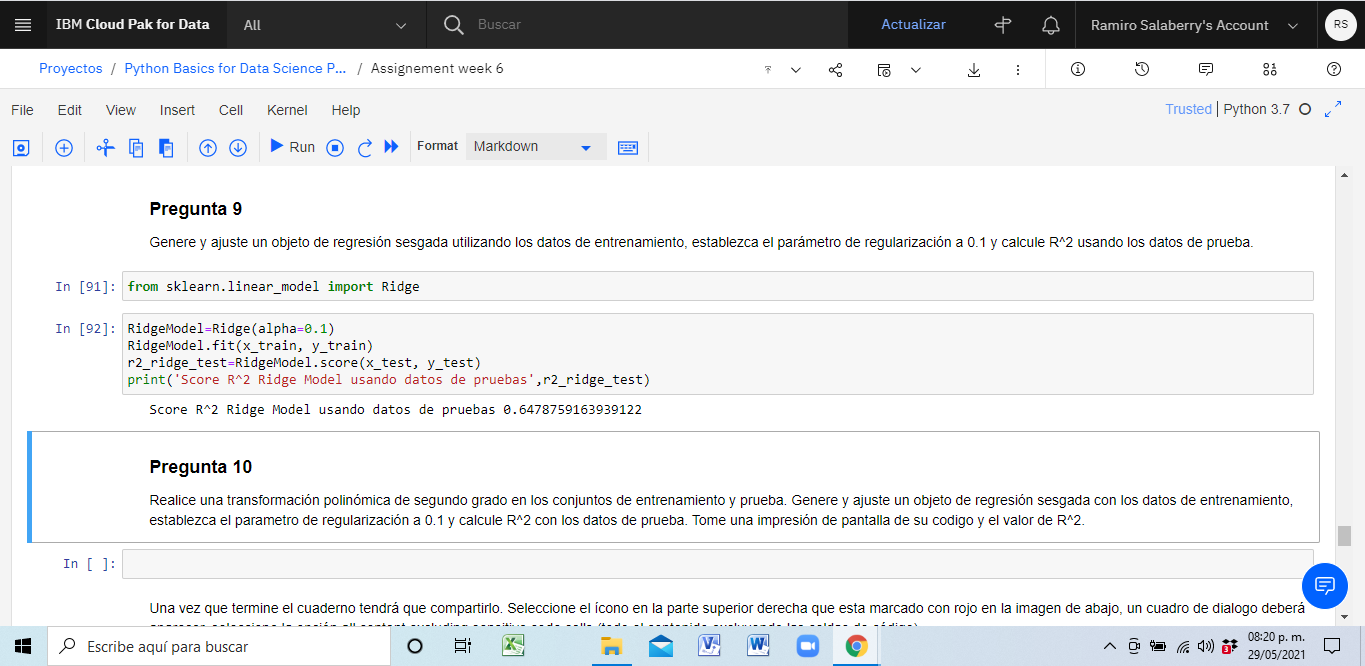 IBM Cloud Pak for Data
All
Buscar
Actualizar
Ramiro Salaberry's Account
RS
Proyectos / Python Basics for Data Science P... / Assignement week 6
File Edit View Insert Cell Kernel Help
Trusted | Python 3.7
Run
Format
Markdown
Pregunta 9
Genere y ajuste un objeto de regresión sesgada utilizando los datos de entrenamiento, establezca el parámetro de regularización a 0.1 y calcule R^2 usando los datos de prueba.
In [91]: from sklearn.linear_model import Ridge
In [92]: RidgeModel=Ridge(alpha=0.1)
RidgeModel.fit(x_train, y_train)
r2_ridge_test=RidgeModel.score(x_test, y_test)
print('Score R^2 Ridge Model usando datos de pruebas',r2_ridge_test)
Score R^2 Ridge Model usando datos de pruebas 0.6478759163939122
Pregunta 10
Realice una transformación polinómica de segundo grado en los conjuntos de entrenamiento y prueba. Genere y ajuste un objeto de regresión sesgada con los datos de entrenamiento,
establezca el parametro de regularización a 0.1 y calcule R^2 con los datos de prueba. Tome una impresión de pantalla de su codigo y el valor de R^2.
In [ ]:
Una vez que termine el cuaderno tendrá que compartirlo. Seleccione el ícono en la parte superior derecha que esta marcado con rojo en la imagen de abajo, un cuadro de dialogo deberá
Escribe aquí para buscar
3
08:20 p. m.
29/05/2021